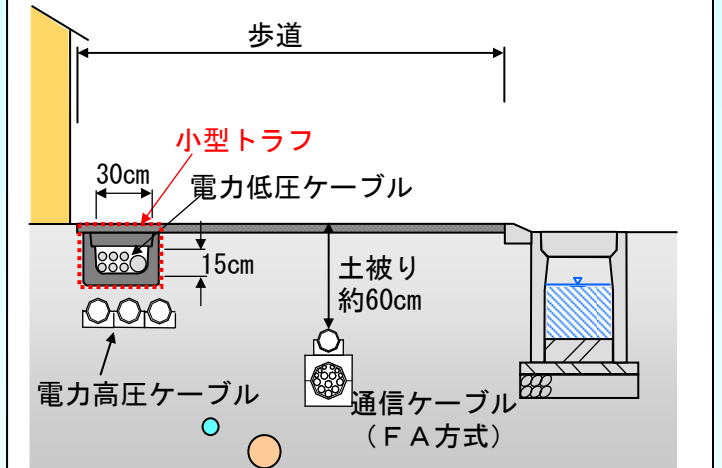 歩道
小型トラフ
30cm
電力低圧ケーブル
15cm
土被り
約60cm
電力高圧ケーブル
通信ケーブル
（ＦＡ方式）